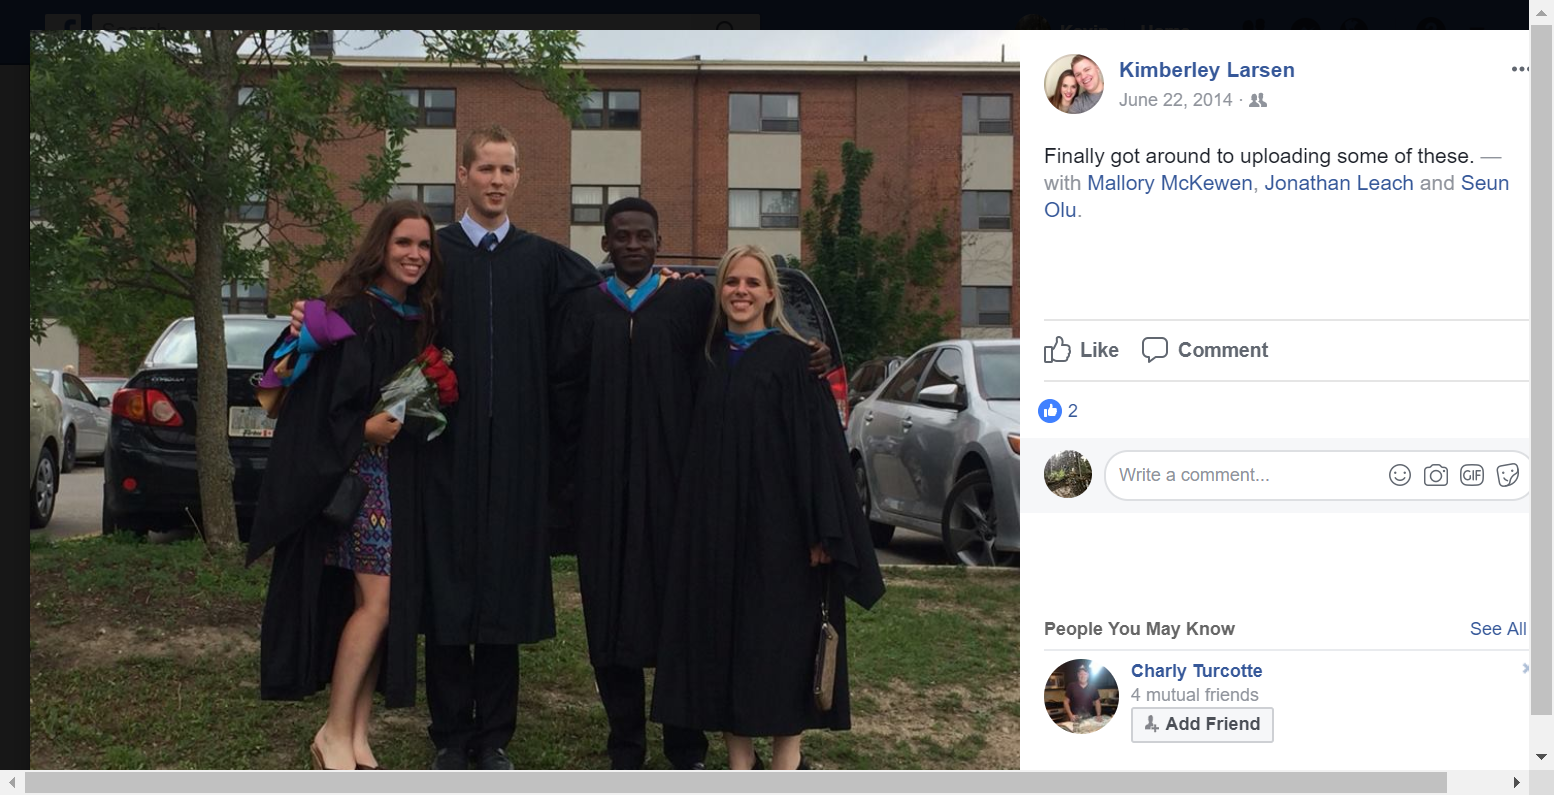 Kimberley Larsen
June 22, 2014 ·
Finally got around to uploading some of these. —
with Mallory McKewen, Jonathan Leach and Seun
Olu.
Like Comment
2
Write a comment... GIF
People You May Know See All
Charly Turcotte
4 mutual friends
Add Friend